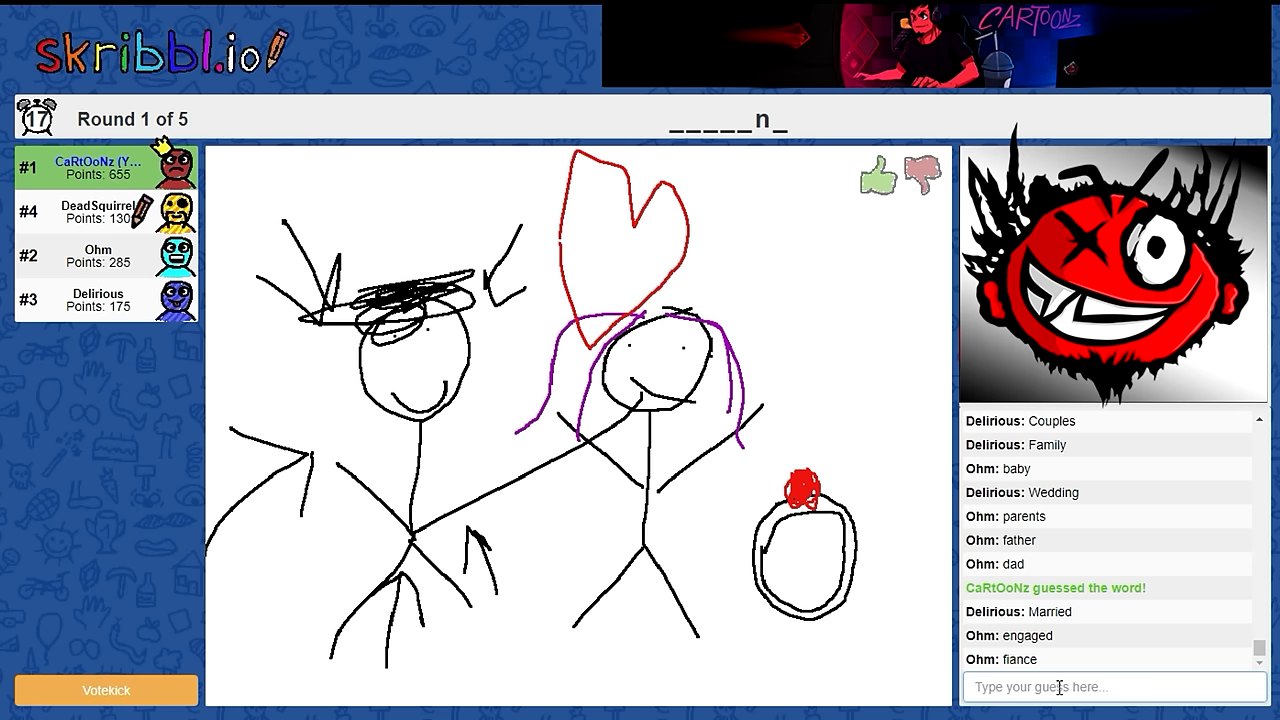 CARTOONZ
skribbl.io
17
Round 1 of 5
_____n_
#1
CaRtOoNz (Y...
Points: 655
#4
DeadSquirrel
Points: 130
#2
Ohm
Points: 285
#3
Delirious
Points: 175
Votekick
Delirious: Couples
Delirious: Family
Ohm: baby
Delirious: Wedding
Ohm: parents
Ohm: father
Ohm: dad
CaRtOoNz guessed the word!
Delirious: Married
Ohm: engaged
Ohm: fiance
Type your guess here...